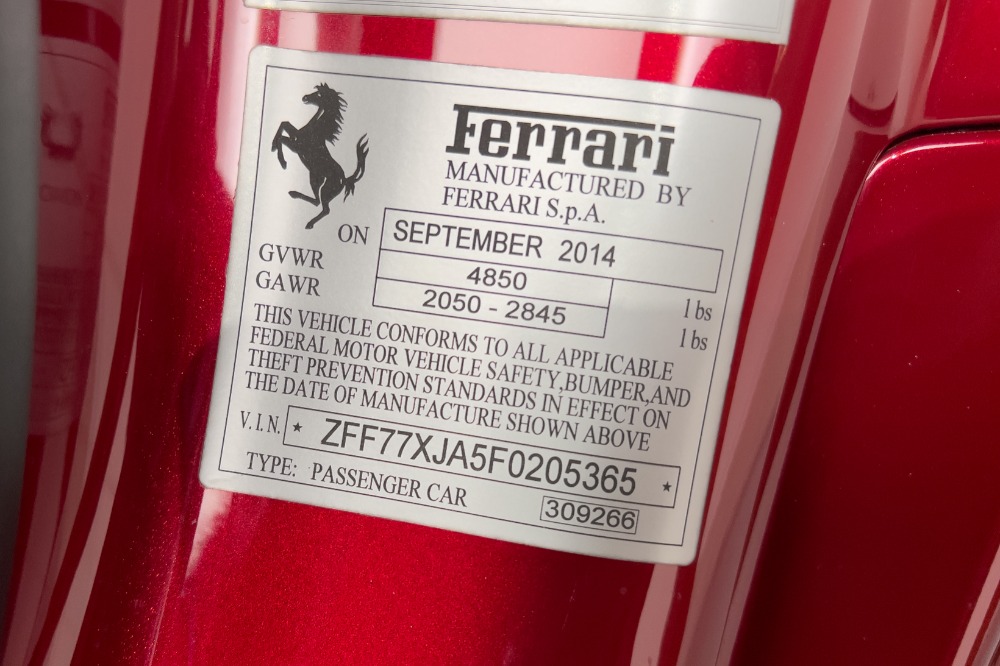 Ferrari
MANUFACTURED BY
FERRARI S.p.A.
ON SEPTEMBER 2014
GVWR 4850 lbs
GAWR 2050 - 2845 lbs
THIS VEHICLE CONFORMS TO ALL APPLICABLE
FEDERAL MOTOR VEHICLE SAFETY,BUMPER,AND
THEFT PREVENTION STANDARDS IN EFFECT ON
THE DATE OF MANUFACTURE SHOWN ABOVE
V.I.N. * ZFF77XJA5F0205365 *
TYPE: PASSENGER CAR 309266